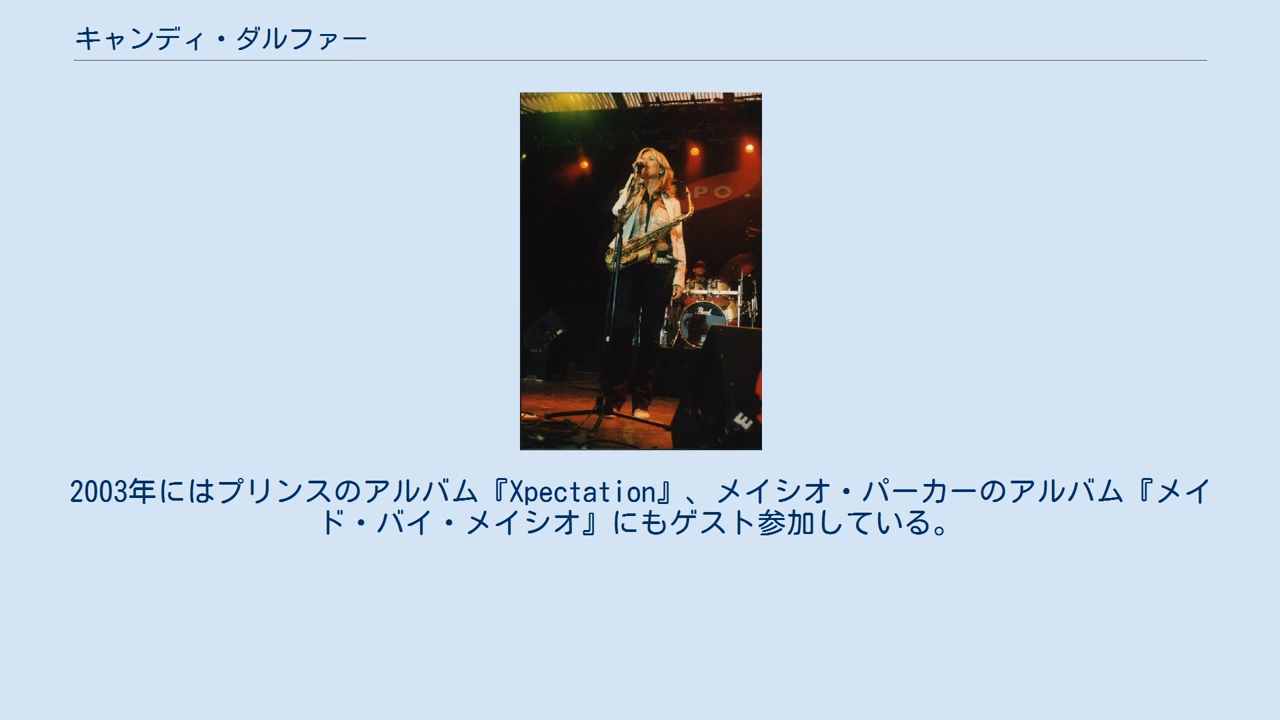 キャンディ・ダルファー
PO.
Pearl
E
2003年にはプリンスのアルバム『Xpectation』、メイシオ・パーカーのアルバム『メイ
ド・バイ・メイシオ』にもゲスト参加している。